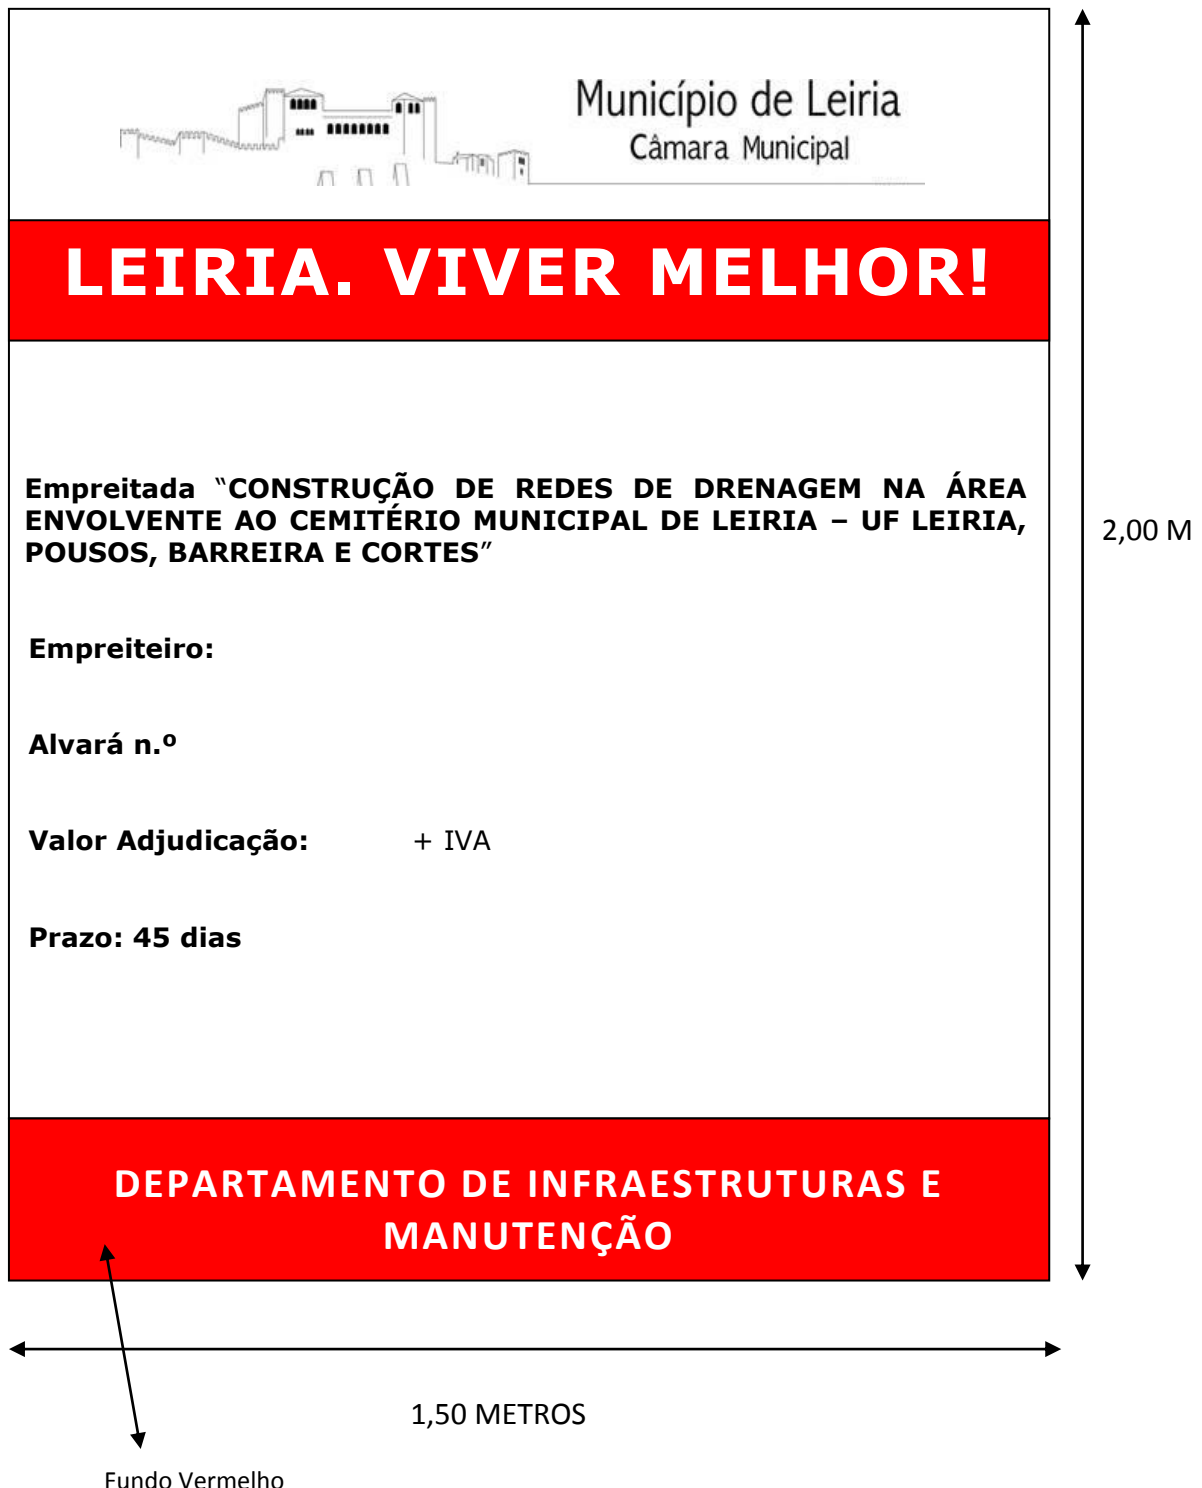 Município de Leiria
Câmara Municipal
LEIRIA. VIVER MELHOR!
Empreitada “CONSTRUÇÃO DE REDES DE DRENAGEM NA ÁREA
ENVOLVENTE AO CEMITÉRIO MUNICIPAL DE LEIRIA – UF LEIRIA,
POUSOS, BARREIRA E CORTES”
2,00 M
Empreiteiro:
Alvará n.º
Valor Adjudicação: + IVA
Prazo: 45 dias
DEPARTAMENTO DE INFRAESTRUTURAS E
MANUTENÇÃO
1,50 METROS
Fundo Vermelho